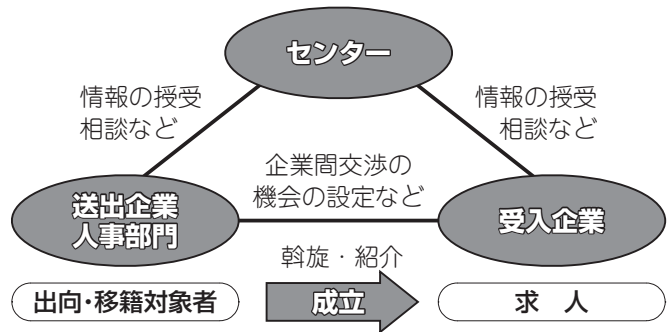 センター
情報の授受
相談など
情報の授受
相談など
企業間交渉の
機会の設定など
送出企業
人事部門
受入企業
斡旋・紹介
出向・移籍対象者
成立
求 人